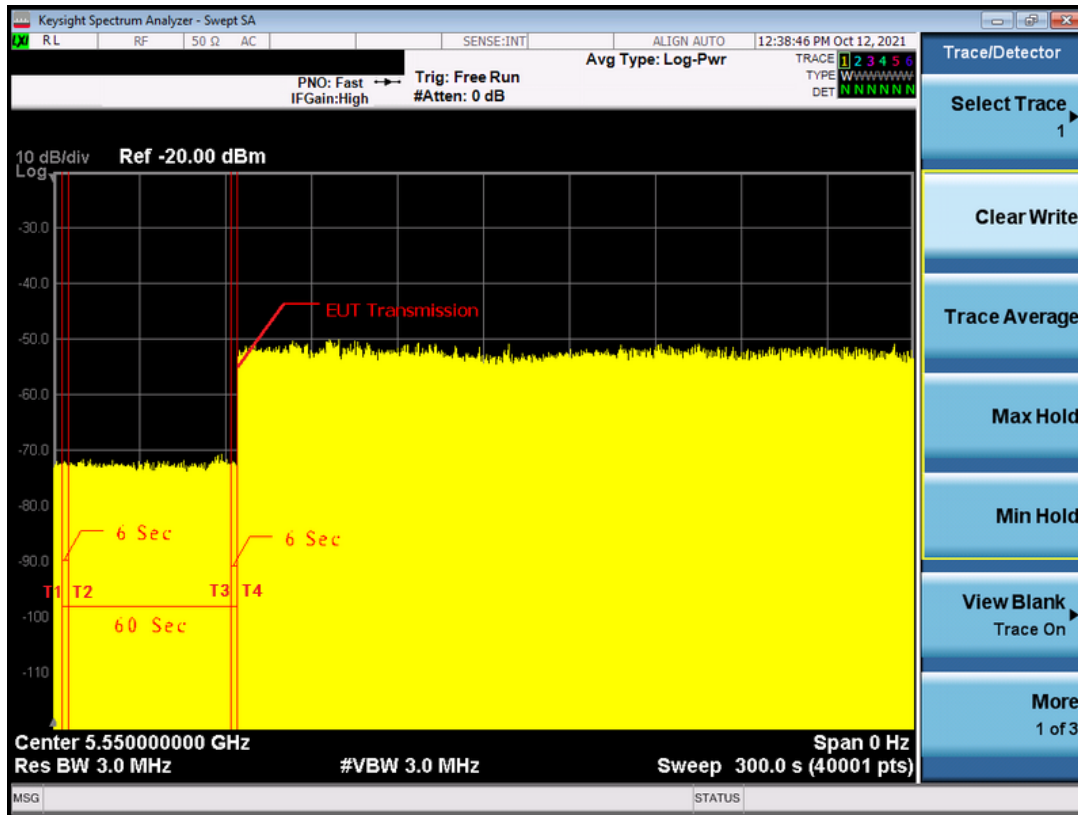 Keysight Spectrum Analyzer - Swept SA
LXI RL RF 50 Ω AC SENSE:INT ALIGN AUTO 12:38:46 PM Oct 12, 2021
Avg Type: Log-Pwr
TRACE 1 2 3 4 5 6
PNO: Fast
Trig: Free Run
TYPE WWWWWW
IFGain:High
#Atten: 0 dB
DET N N N N N N
10 dB/div Ref -20.00 dBm
Log
-30.0
-40.0
EUT Transmission
-50.0
-60.0
-70.0
-80.0
6 Sec
6 Sec
-90.0
T1 T2 T3 T4
-100
60 Sec
-110
Center 5.550000000 GHz Span 0 Hz
Res BW 3.0 MHz #VBW 3.0 MHz Sweep 300.0 s (40001 pts)
MSG STATUS
Trace/Detector
Select Trace
1
Clear Write
Trace Average
Max Hold
Min Hold
View Blank
Trace On
More
1 of 3